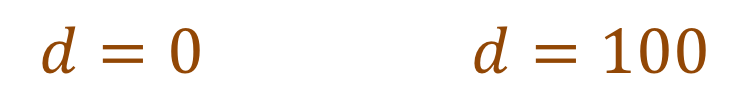 d = 0 d = 100